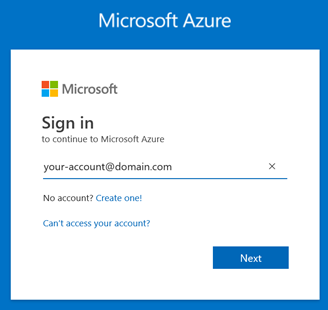 Microsoft Azure
Microsoft
Sign in
to continue to Microsoft Azure
your-account@domain.com
No account? Create one!
Can't access your account?
Next